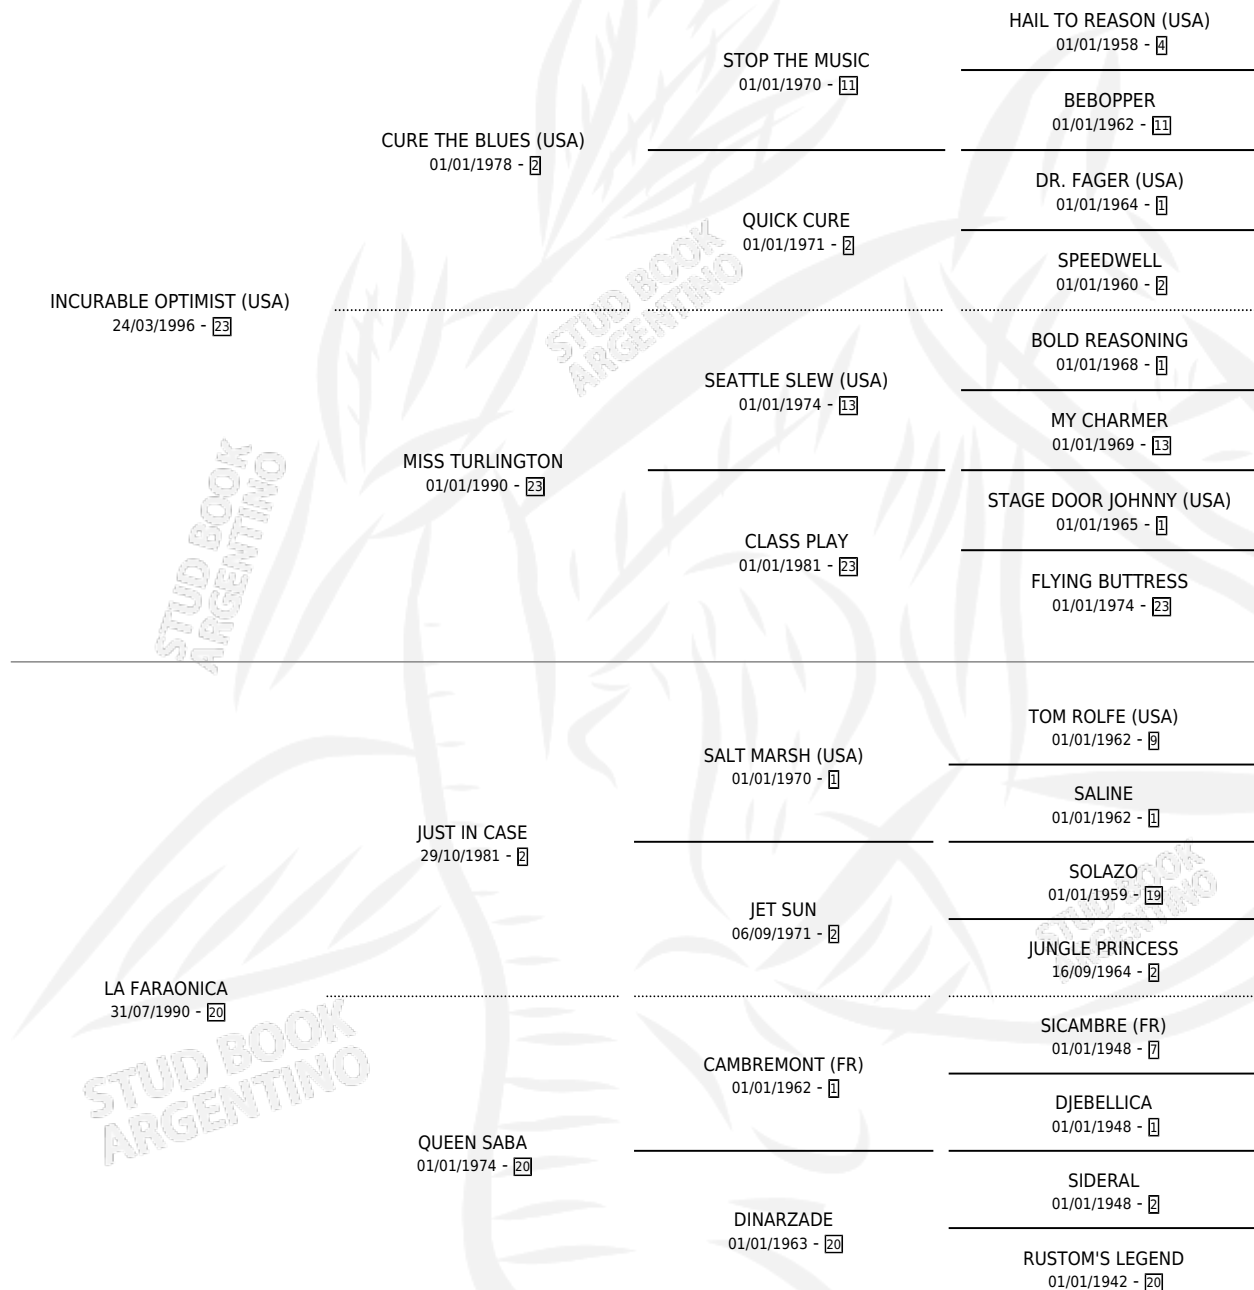 HAIL TO REASON (USA)
01/01/1958 - 4
STOP THE MUSIC
01/01/1970 - 11
BEBOPPER
01/01/1962 - 11
CURE THE BLUES (USA)
01/01/1978 - 2
DR. FAGER (USA)
01/01/1964 - 1
QUICK CURE
01/01/1971 - 2
SPEEDWELL
01/01/1960 - 2
INCURABLE OPTIMIST (USA)
24/03/1996 - 23
STUD BOOK
ARGENTINO
BOLD REASONING
01/01/1968 - 1
SEATTLE SLEW (USA)
01/01/1974 - 13
MY CHARMER
01/01/1969 - 13
MISS TURLINGTON
01/01/1990 - 23
STAGE DOOR JOHNNY (USA)
01/01/1965 - 1
CLASS PLAY
01/01/1981 - 23
FLYING BUTTRESS
01/01/1974 - 23
STUD BOOK
ARGENTINO
TOM ROLFE (USA)
01/01/1962 - 9
SALT MARSH (USA)
01/01/1970 - 1
SALINE
01/01/1962 - 1
JUST IN CASE
29/10/1981 - 2
SOLAZO
01/01/1959 - 19
JET SUN
06/09/1971 - 2
STUD BOOK
ARGENTINO
JUNGLE PRINCESS
16/09/1964 - 2
LA FARAONICA
31/07/1990 - 20
SICAMBRE (FR)
01/01/1948 - 7
CAMBREMONT (FR)
01/01/1962 - 1
DJEBELLICA
01/01/1948 - 1
STUD BOOK
ARGENTINO
QUEEN SABA
01/01/1974 - 20
SIDERAL
01/01/1948 - 2
DINARZADE
01/01/1963 - 20
RUSTOM'S LEGEND
01/01/1942 - 20